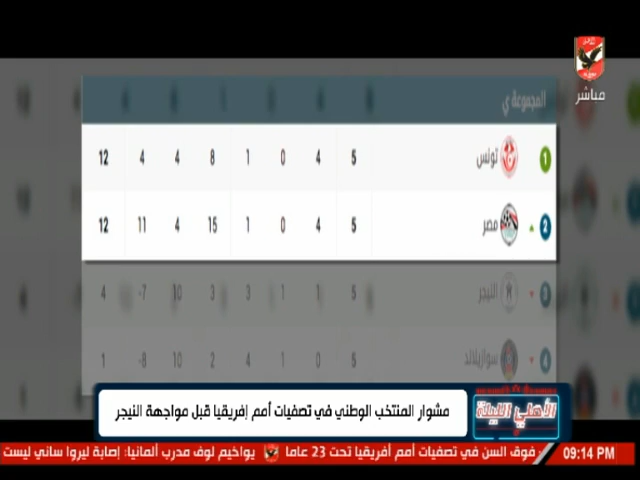 مباشر
المجموعة ي
1 تونس 5 4 0 1 8 4 4 12
2 مصر 5 4 0 1 15 4 11 12
3 النيجر 5 1 1 3 3 10 -7 4
4 سوازيلاند 5 0 1 4 2 10 -8 1
الأهلي الليلة
مشوار المنتخب الوطني في تصفيات أمم إفريقيا قبل مواجهة النيجر
09:14 PM
فوق السن في تصفيات أمم أفريقيا تحت 23 عاما
يواخيم لوف مدرب ألمانيا: إصابة ليروا ساني ليست